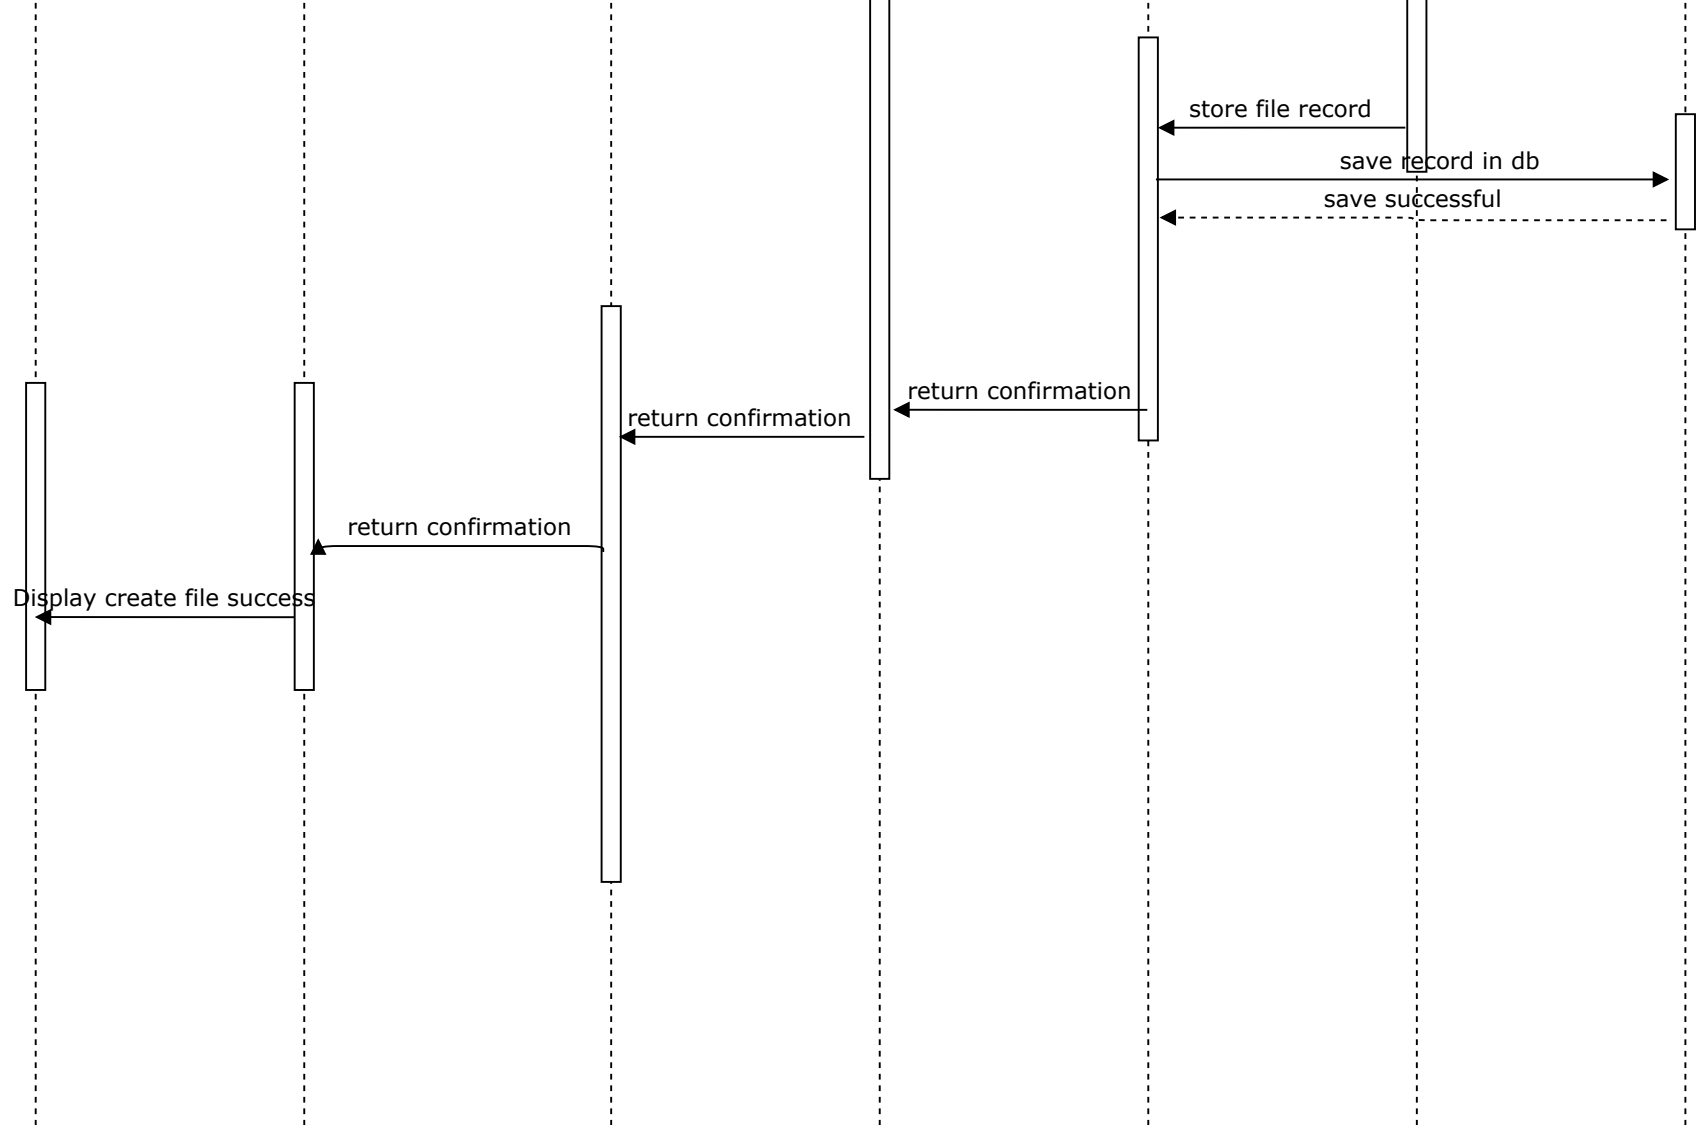 store file record
save record in db
save successful
return confirmation
return confirmation
return confirmation
Display create file success